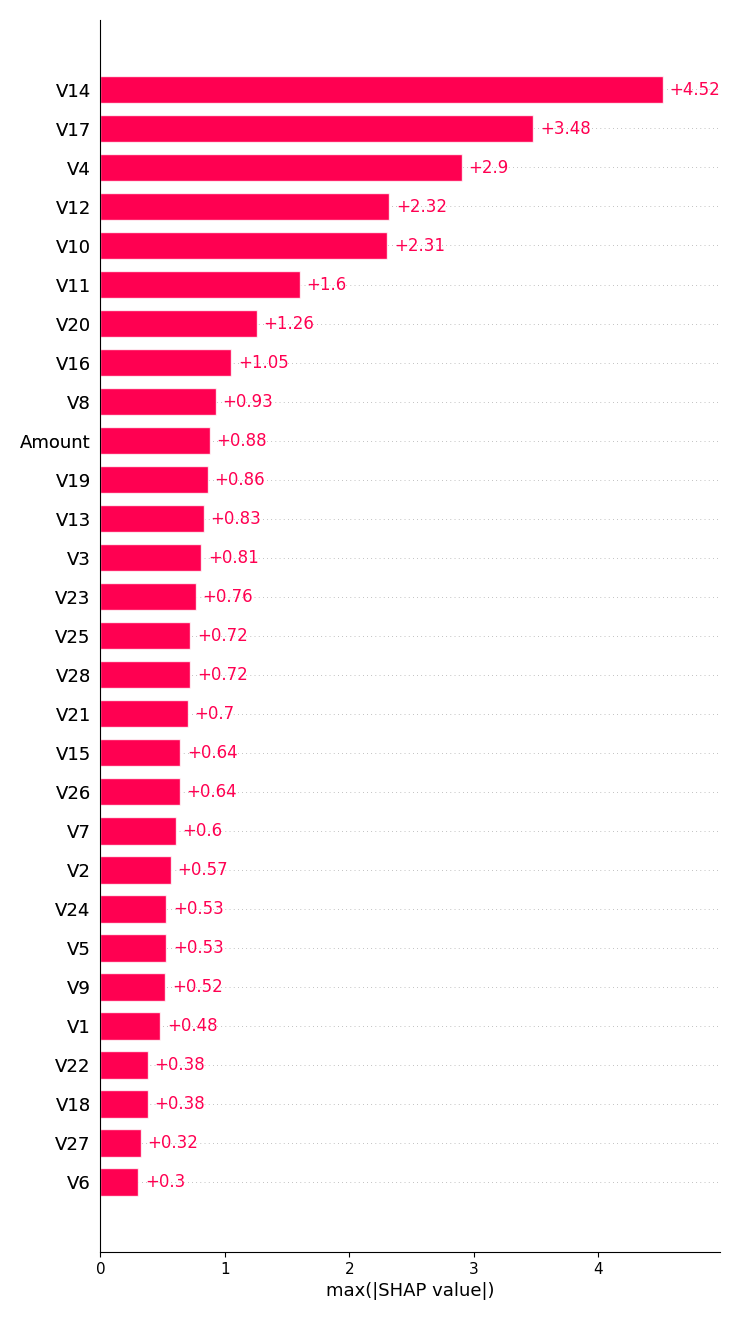 V14 +4.52
V17 +3.48
V4 +2.9
V12 +2.32
V10 +2.31
V11 +1.6
V20 +1.26
V16 +1.05
V8 +0.93
Amount +0.88
V19 +0.86
V13 +0.83
V3 +0.81
V23 +0.76
V25 +0.72
V28 +0.72
V21 +0.7
V15 +0.64
V26 +0.64
V7 +0.6
V2 +0.57
V24 +0.53
V5 +0.53
V9 +0.52
V1 +0.48
V22 +0.38
V18 +0.38
V27 +0.32
V6 +0.3
0 1 2 3 4
max(|SHAP value|)